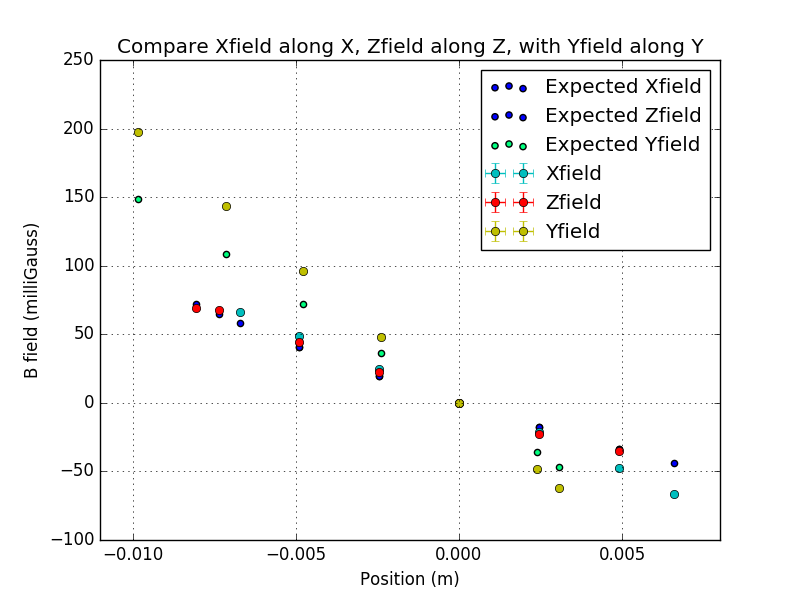 Compare Xfield along X, Zfield along Z, with Yfield along Y
250
200
150
100
50
0
−50
−100
B field (milliGauss)
Expected Xfield
Expected Zfield
Expected Yfield
Xfield
Zfield
Yfield
−0.010 −0.005 0.000 0.005
Position (m)